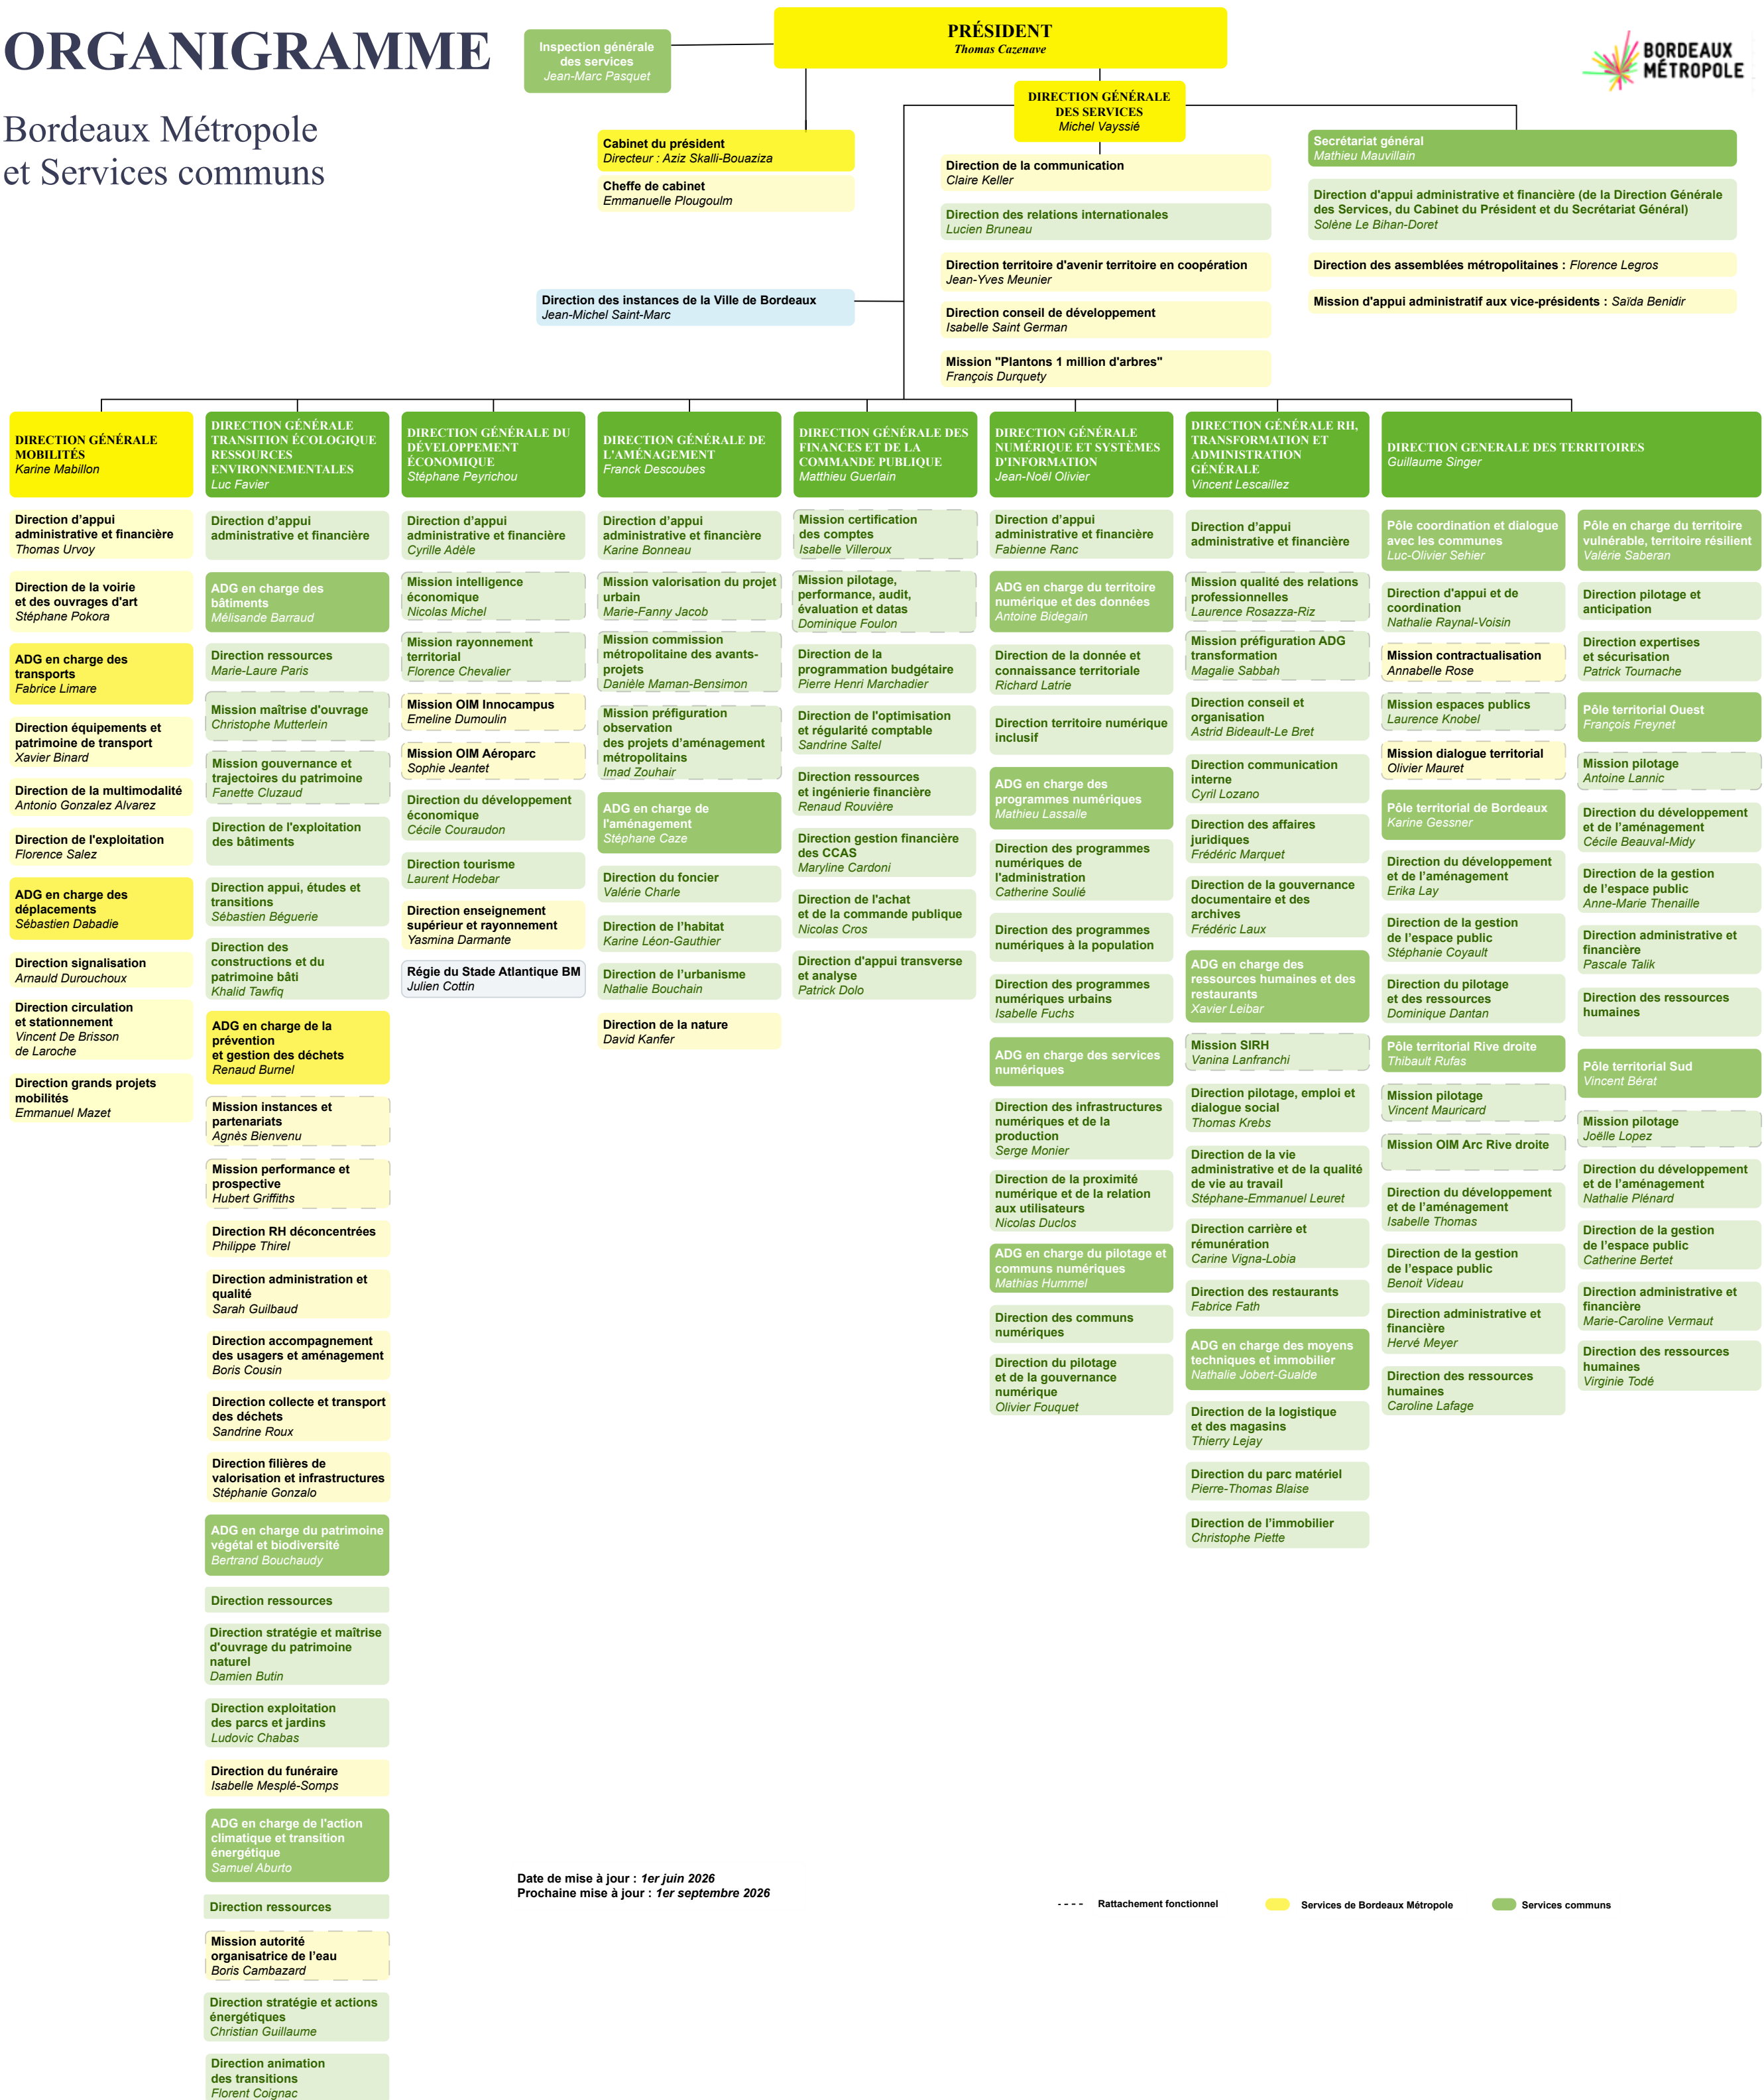 ORGANIGRAMME
Bordeaux Métropole
et Services communs
Inspection générale
des services
Jean-Marc Pasquet
PRÉSIDENT
Thomas Cazenave
BORDEAUX
MÉTROPOLE
DIRECTION GÉNÉRALE
DES SERVICES
Michel Vayssié
Cabinet du président
Directeur : Aziz Skalli-Bouaziza
Cheffe de cabinet
Emmanuelle Plougoulm
Direction de la communication
Claire Keller
Direction des relations internationales
Lucien Bruneau
Direction territoire d'avenir territoire en coopération
Jean-Yves Meunier
Direction conseil de développement
Isabelle Saint German
Mission "Plantons 1 million d'arbres"
François Durquety
Secrétariat général
Mathieu Mauvillain
Direction d'appui administrative et financière (de la Direction Générale
des Services, du Cabinet du Président et du Secrétariat Général)
Solène Le Bihan-Doret
Direction des assemblées métropolitaines : Florence Legros
Mission d'appui administratif aux vice-présidents : Saïda Benidir
Direction des instances de la Ville de Bordeaux
Jean-Michel Saint-Marc
DIRECTION GÉNÉRALE
MOBILITÉS
Karine Mabillon
Direction d'appui
administrative et financière
Thomas Urvoy
Direction de la voirie
et des ouvrages d'art
Stéphane Pokora
ADG en charge des
transports
Fabrice Limare
Direction équipements et
patrimoine de transport
Xavier Binard
Direction de la multimodalité
Antonio Gonzalez Alvarez
Direction de l'exploitation
Florence Salez
ADG en charge des
déplacements
Sébastien Dabadie
Direction signalisation
Arnauld Durouchoux
Direction circulation
et stationnement
Vincent De Brisson
de Laroche
Direction grands projets
mobilités
Emmanuel Mazet
DIRECTION GÉNÉRALE
TRANSITION ÉCOLOGIQUE
RESSOURCES
ENVIRONNEMENTALES
Luc Favier
Direction d'appui
administrative et financière
ADG en charge des
bâtiments
Mélisande Barraud
Direction ressources
Marie-Laure Paris
Mission maîtrise d'ouvrage
Christophe Mutterlein
Mission gouvernance et
trajectoires du patrimoine
Fanette Cluzaud
Direction de l'exploitation
des bâtiments
Direction appui, études et
transitions
Sébastien Béguerie
Direction des
constructions et du
patrimoine bâti
Khalid Tawfiq
ADG en charge de la
prévention
et gestion des déchets
Renaud Burnel
Mission instances et
partenariats
Agnès Bienvenu
Mission performance et
prospective
Hubert Griffiths
Direction RH déconcentrées
Philippe Thirel
Direction administration et
qualité
Sarah Guilbaud
Direction accompagnement
des usagers et aménagement
Boris Cousin
Direction collecte et transport
des déchets
Sandrine Roux
Direction filières de
valorisation et infrastructures
Stéphanie Gonzalo
ADG en charge du patrimoine
végétal et biodiversité
Bertrand Bouchaudy
Direction ressources
Direction stratégie et maîtrise
d'ouvrage du patrimoine
naturel
Damien Butin
Direction exploitation
des parcs et jardins
Ludovic Chabas
Direction du funéraire
Isabelle Mesplé-Somps
ADG en charge de l'action
climatique et transition
énergétique
Samuel Aburto
Direction ressources
Mission autorité
organisatrice de l'eau
Boris Cambazard
Direction stratégie et actions
énergétiques
Christian Guillaume
Direction animation
des transitions
Florent Coignac
DIRECTION GÉNÉRALE DU
DÉVELOPPEMENT
ÉCONOMIQUE
Stéphane Peyrichou
Direction d'appui
administrative et financière
Cyrille Adèle
Mission intelligence
économique
Nicolas Michel
Mission rayonnement
territorial
Florence Chevalier
Mission OIM Innocampus
Emeline Dumoulin
Mission OIM Aéroparc
Sophie Jeantet
Direction du développement
économique
Cécile Couraudon
Direction tourisme
Laurent Hodebar
Direction enseignement
supérieur et rayonnement
Yasmina Darmante
Régie du Stade Atlantique BM
Julien Cottin
DIRECTION GÉNÉRALE DE
L'AMÉNAGEMENT
Franck Descoubes
Direction d'appui
administrative et financière
Karine Bonneau
Mission valorisation du projet
urbain
Marie-Fanny Jacob
Mission commission
métropolitaine des avants-
projets
Danièle Maman-Bensimon
Mission préfiguration
observation
des projets d'aménagement
métropolitains
Imad Zouhair
ADG en charge de
l'aménagement
Stéphane Caze
Direction du foncier
Valérie Charle
Direction de l'habitat
Karine Léon-Gauthier
Direction de l'urbanisme
Nathalie Bouchain
Direction de la nature
David Kanfer
DIRECTION GÉNÉRALE DES
FINANCES ET DE LA
COMMANDE PUBLIQUE
Matthieu Guerlain
Mission certification
des comptes
Isabelle Villeroux
Mission pilotage,
performance, audit,
évaluation et datas
Dominique Foulon
Direction de la
programmation budgétaire
Pierre Henri Marchadier
Direction de l'optimisation
et régularité comptable
Sandrine Saltel
Direction ressources
et ingénierie financière
Renaud Rouvière
Direction gestion financière
des CCAS
Maryline Cardoni
Direction de l'achat
et de la commande publique
Nicolas Cros
Direction d'appui transverse
et analyse
Patrick Dolo
DIRECTION GÉNÉRALE
NUMÉRIQUE ET SYSTÈMES
D'INFORMATION
Jean-Noël Olivier
Direction d'appui
administrative et financière
Fabienne Ranc
ADG en charge du territoire
numérique et des données
Antoine Bidegain
Direction de la donnée et
connaissance territoriale
Richard Latrie
Direction territoire numérique
inclusif
ADG en charge des
programmes numériques
Mathieu Lassalle
Direction des programmes
numériques de
l'administration
Catherine Soulié
Direction des programmes
numériques à la population
Direction des programmes
numériques urbains
Isabelle Fuchs
ADG en charge des services
numériques
Direction des infrastructures
numériques et de la
production
Serge Monier
Direction de la proximité
numérique et de la relation
aux utilisateurs
Nicolas Duclos
ADG en charge du pilotage et
communs numériques
Mathias Hummel
Direction des communs
numériques
Direction du pilotage
et de la gouvernance
numérique
Olivier Fouquet
DIRECTION GÉNÉRALE RH,
TRANSFORMATION ET
ADMINISTRATION
GÉNÉRALE
Vincent Lescaillez
Direction d'appui
administrative et financière
Mission qualité des relations
professionnelles
Laurence Rosazza-Riz
Mission préfiguration ADG
transformation
Magalie Sabbah
Direction conseil et
organisation
Astrid Bideault-Le Bret
Direction communication
interne
Cyril Lozano
Direction des affaires
juridiques
Frédéric Marquet
Direction de la gouvernance
documentaire et des
archives
Frédéric Laux
ADG en charge des
ressources humaines et des
restaurants
Xavier Leibar
Mission SIRH
Vanina Lanfranchi
Direction pilotage, emploi et
dialogue social
Thomas Krebs
Direction de la vie
administrative et de la qualité
de vie au travail
Stéphane-Emmanuel Leuret
Direction carrière et
rémunération
Carine Vigna-Lobia
Direction des restaurants
Fabrice Fath
ADG en charge des moyens
techniques et immobilier
Nathalie Jobert-Gualde
Direction de la logistique
et des magasins
Thierry Lejay
Direction du parc matériel
Pierre-Thomas Blaise
Direction de l'immobilier
Christophe Piette
DIRECTION GENERALE DES TERRITOIRES
Guillaume Singer
Pôle coordination et dialogue
avec les communes
Luc-Olivier Sehier
Direction d'appui et de
coordination
Nathalie Raynal-Voisin
Mission contractualisation
Annabelle Rose
Mission espaces publics
Laurence Knobel
Mission dialogue territorial
Olivier Mauret
Pôle territorial de Bordeaux
Karine Gessner
Direction du développement
et de l'aménagement
Erika Lay
Direction de la gestion
de l'espace public
Stéphanie Coyault
Direction du pilotage
et des ressources
Dominique Dantan
Pôle territorial Rive droite
Thibault Rufas
Mission pilotage
Vincent Mauricard
Mission OIM Arc Rive droite
Direction du développement
et de l'aménagement
Isabelle Thomas
Direction de la gestion
de l'espace public
Benoit Videau
Direction administrative et
financière
Hervé Meyer
Direction des ressources
humaines
Caroline Lafage
Pôle en charge du territoire
vulnérable, territoire résilient
Valérie Saberan
Direction pilotage et
anticipation
Direction expertises
et sécurisation
Patrick Tournache
Pôle territorial Ouest
François Freynet
Mission pilotage
Antoine Lannic
Direction du développement
et de l'aménagement
Cécile Beauval-Midy
Direction de la gestion
de l'espace public
Anne-Marie Thenaille
Direction administrative et
financière
Pascale Talik
Direction des ressources
humaines
Pôle territorial Sud
Vincent Bérat
Mission pilotage
Joëlle Lopez
Direction du développement
et de l'aménagement
Nathalie Plénard
Direction de la gestion
de l'espace public
Catherine Bertet
Direction administrative et
financière
Marie-Caroline Vermaut
Direction des ressources
humaines
Virginie Todé
Date de mise à jour : 1er juin 2026
Prochaine mise à jour : 1er septembre 2026
Rattachement fonctionnel
Services de Bordeaux Métropole
Services communs